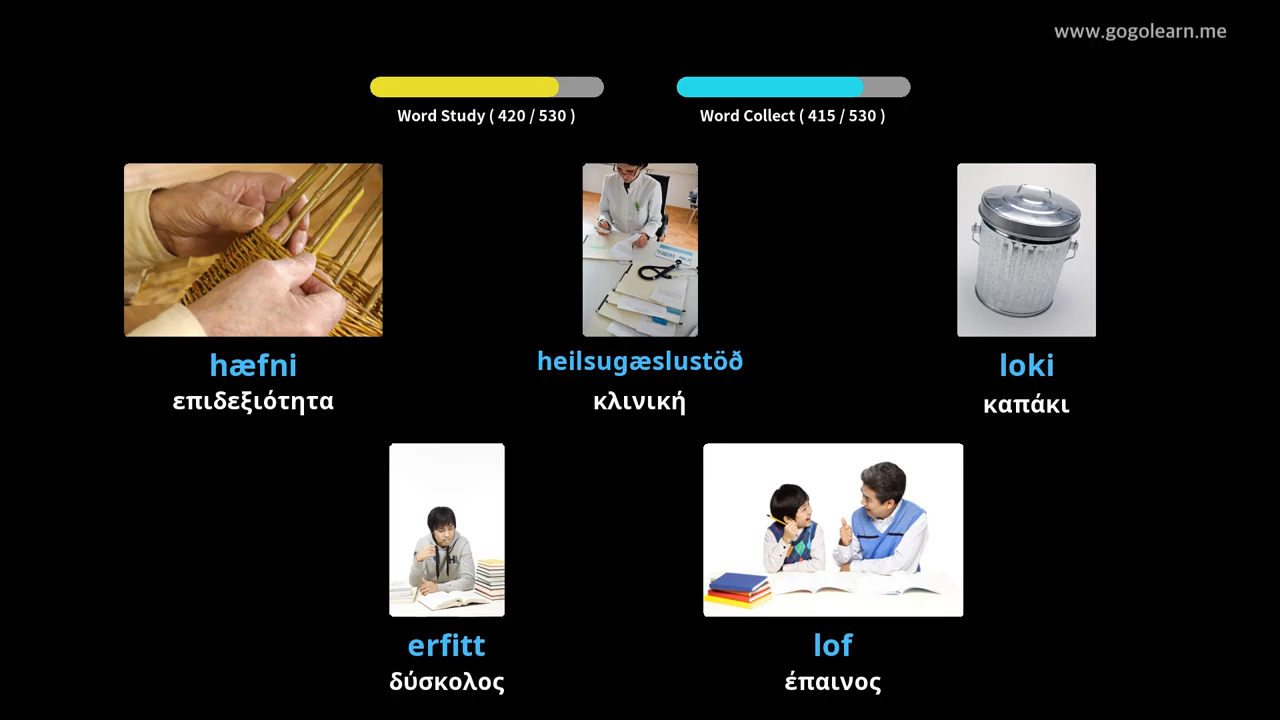 www.gogolearn.me
Word Study ( 420 / 530 )
Word Collect ( 415 / 530 )
hæfni
επιδεξιότητα
heilsugæslustöð
κλινική
loki
καπάκι
erfitt
δύσκολος
lof
έπαινος